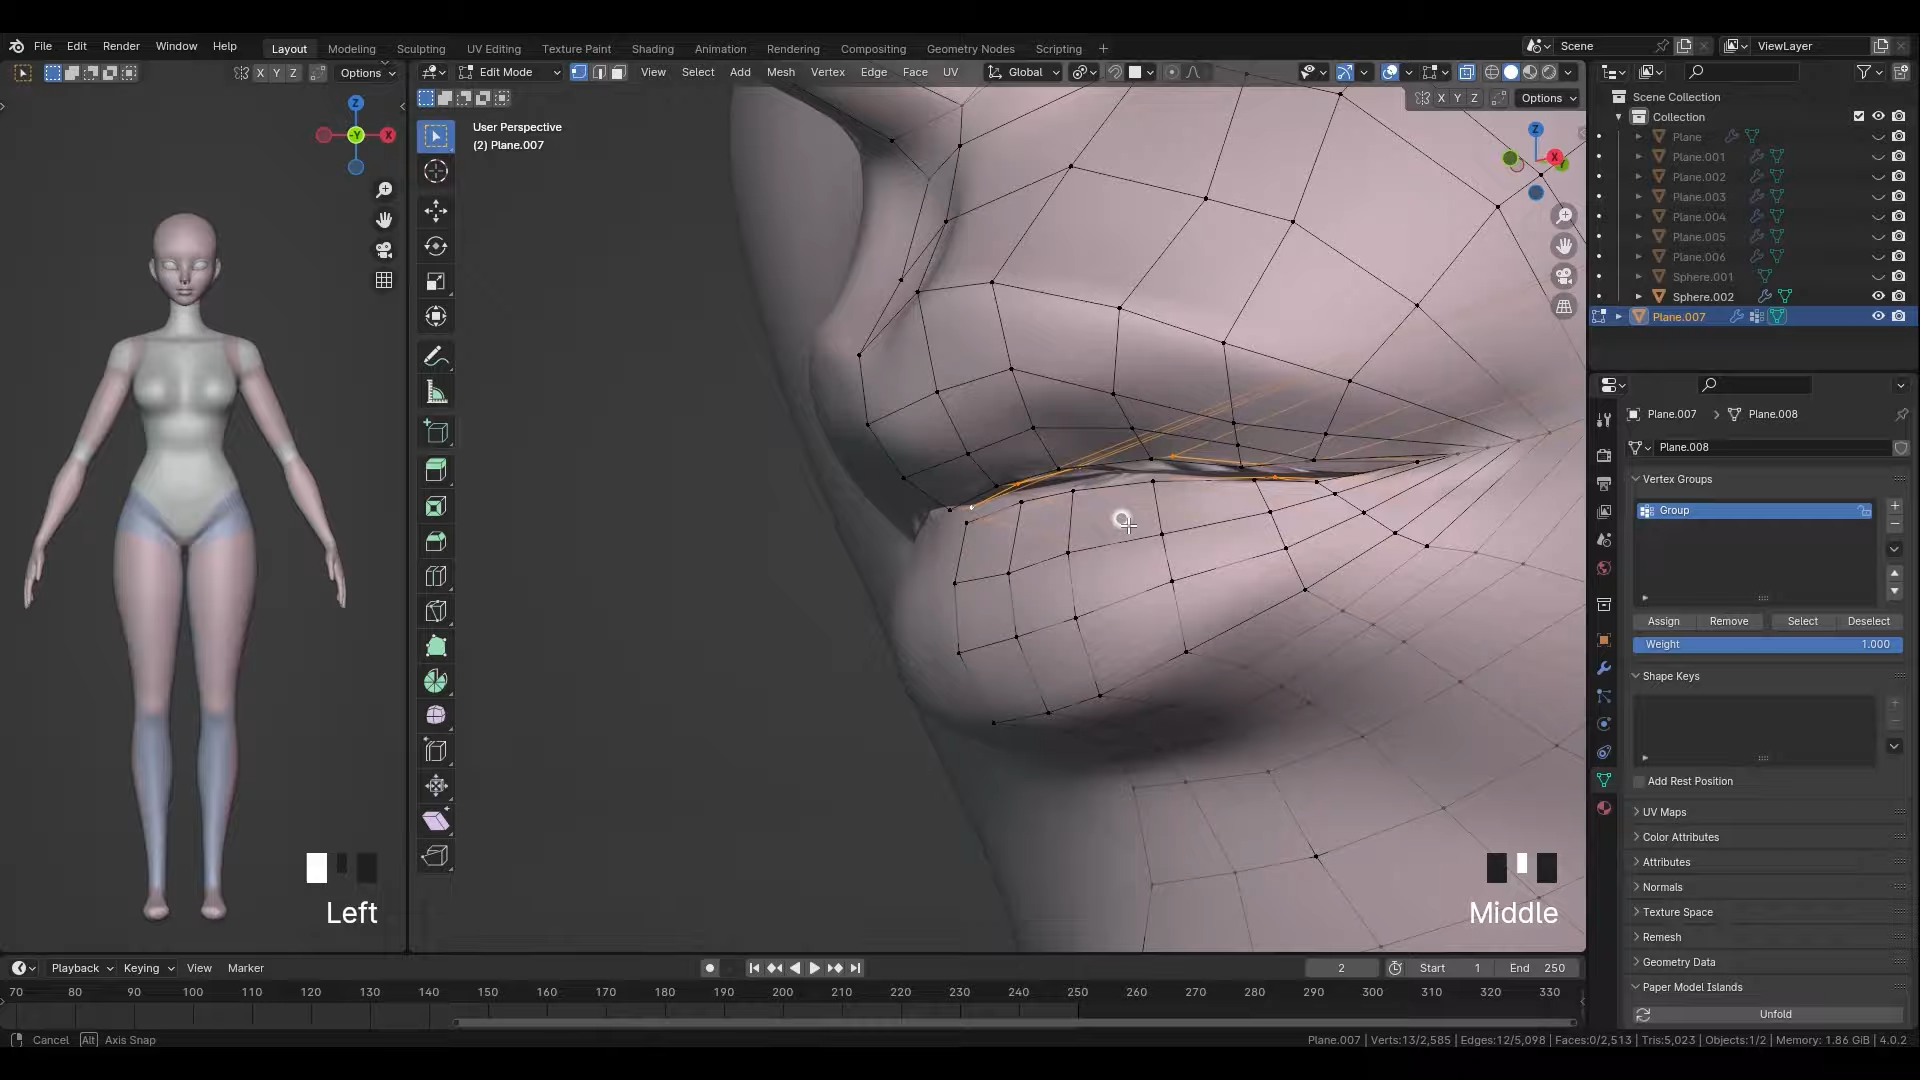 File Edit Render Window Help Layout Modeling Sculpting UV Editing Texture Paint Shading Animation Rendering Compositing Geometry Nodes Scripting + Scene ViewLayer
X Y Z Options Edit Mode View Select Add Mesh Vertex Edge Face UV Global
X Y Z Options
User Perspective
(2) Plane.007
Z
-Y X
Z
X
Scene Collection
Collection
Plane
Plane.001
Plane.002
Plane.003
Plane.004
Plane.005
Plane.006
Sphere.001
Sphere.002
Plane.007
Plane.007 > Plane.008
Plane.008
Vertex Groups
Group
Assign Remove Select Deselect
Weight 1.000
Shape Keys
Add Rest Position
UV Maps
Color Attributes
Attributes
Normals
Texture Space
Remesh
Geometry Data
Paper Model Islands
Unfold
Left
Middle
Playback Keying View Marker 2 Start 1 End 250
70 80 90 100 110 120 130 140 150 160 170 180 190 200 210 220 230 240 250 260 270 280 290 300 310 320 330
Cancel Alt Axis Snap Plane.007 | Verts:13/2,585 | Edges:12/5,098 | Faces:0/2,513 | Tris:5,023 | Objects:1/2 | Memory: 1.86 GiB | 4.0.2